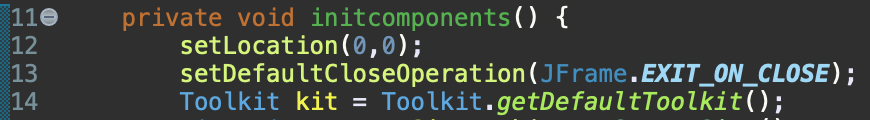 11 private void initcomponents() {
12 setLocation(0,0);
13 setDefaultCloseOperation(JFrame.EXIT_ON_CLOSE);
14 Toolkit kit = Toolkit.getDefaultToolkit();